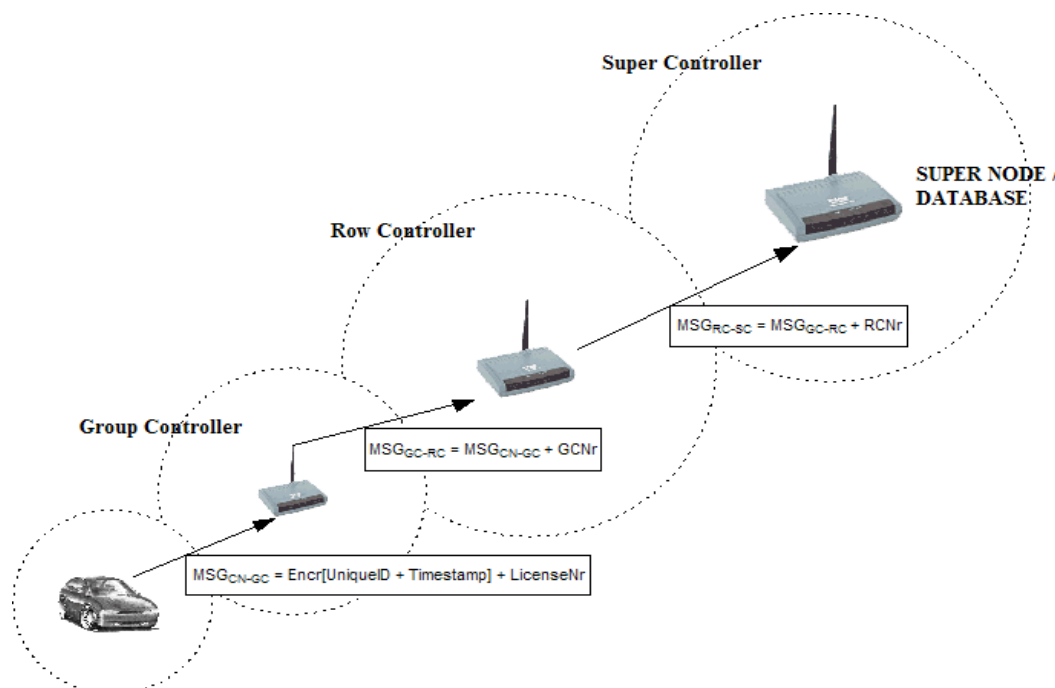 Super Controller
SUPER NODE /
DATABASE
Row Controller
MSGRC-SC = MSGGC-RC + RCNr
Group Controller
MSGGC-RC = MSGCN-GC + GCNr
MSGCN-GC = Encr[UniqueID + Timestamp] + LicenseNr